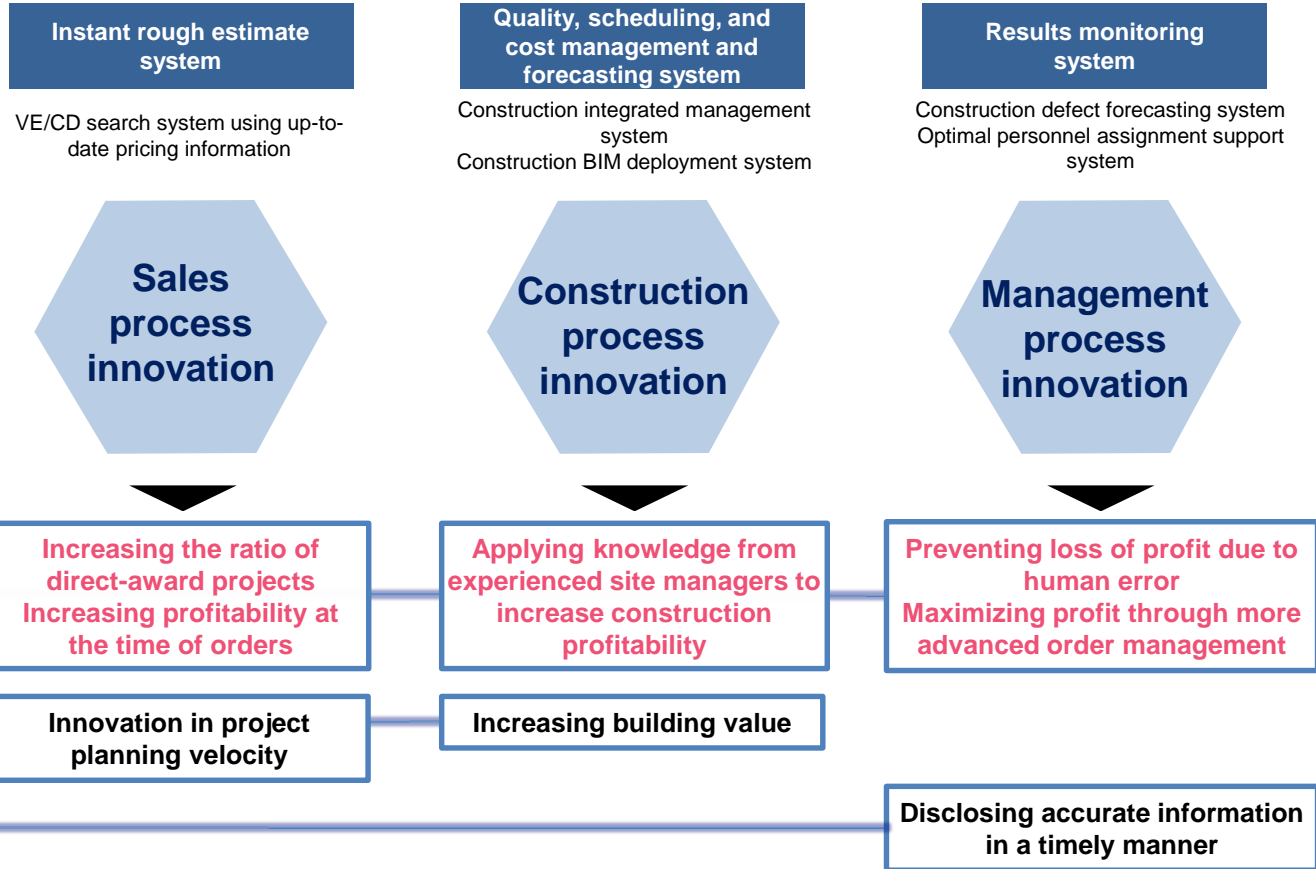 Instant rough estimate
system
VE/CD search system using up-to-
date pricing information
Sales
process
innovation
Increasing the ratio of
direct-award projects
Increasing profitability at
the time of orders
Innovation in project
planning velocity
Quality, scheduling, and
cost management and
forecasting system
Construction integrated management
system
Construction BIM deployment system
Construction
process
innovation
Applying knowledge from
experienced site managers to
increase construction
profitability
Increasing building value
Results monitoring
system
Construction defect forecasting system
Optimal personnel assignment support
system
Management
process
innovation
Preventing loss of profit due to
human error
Maximizing profit through more
advanced order management
Disclosing accurate information
in a timely manner